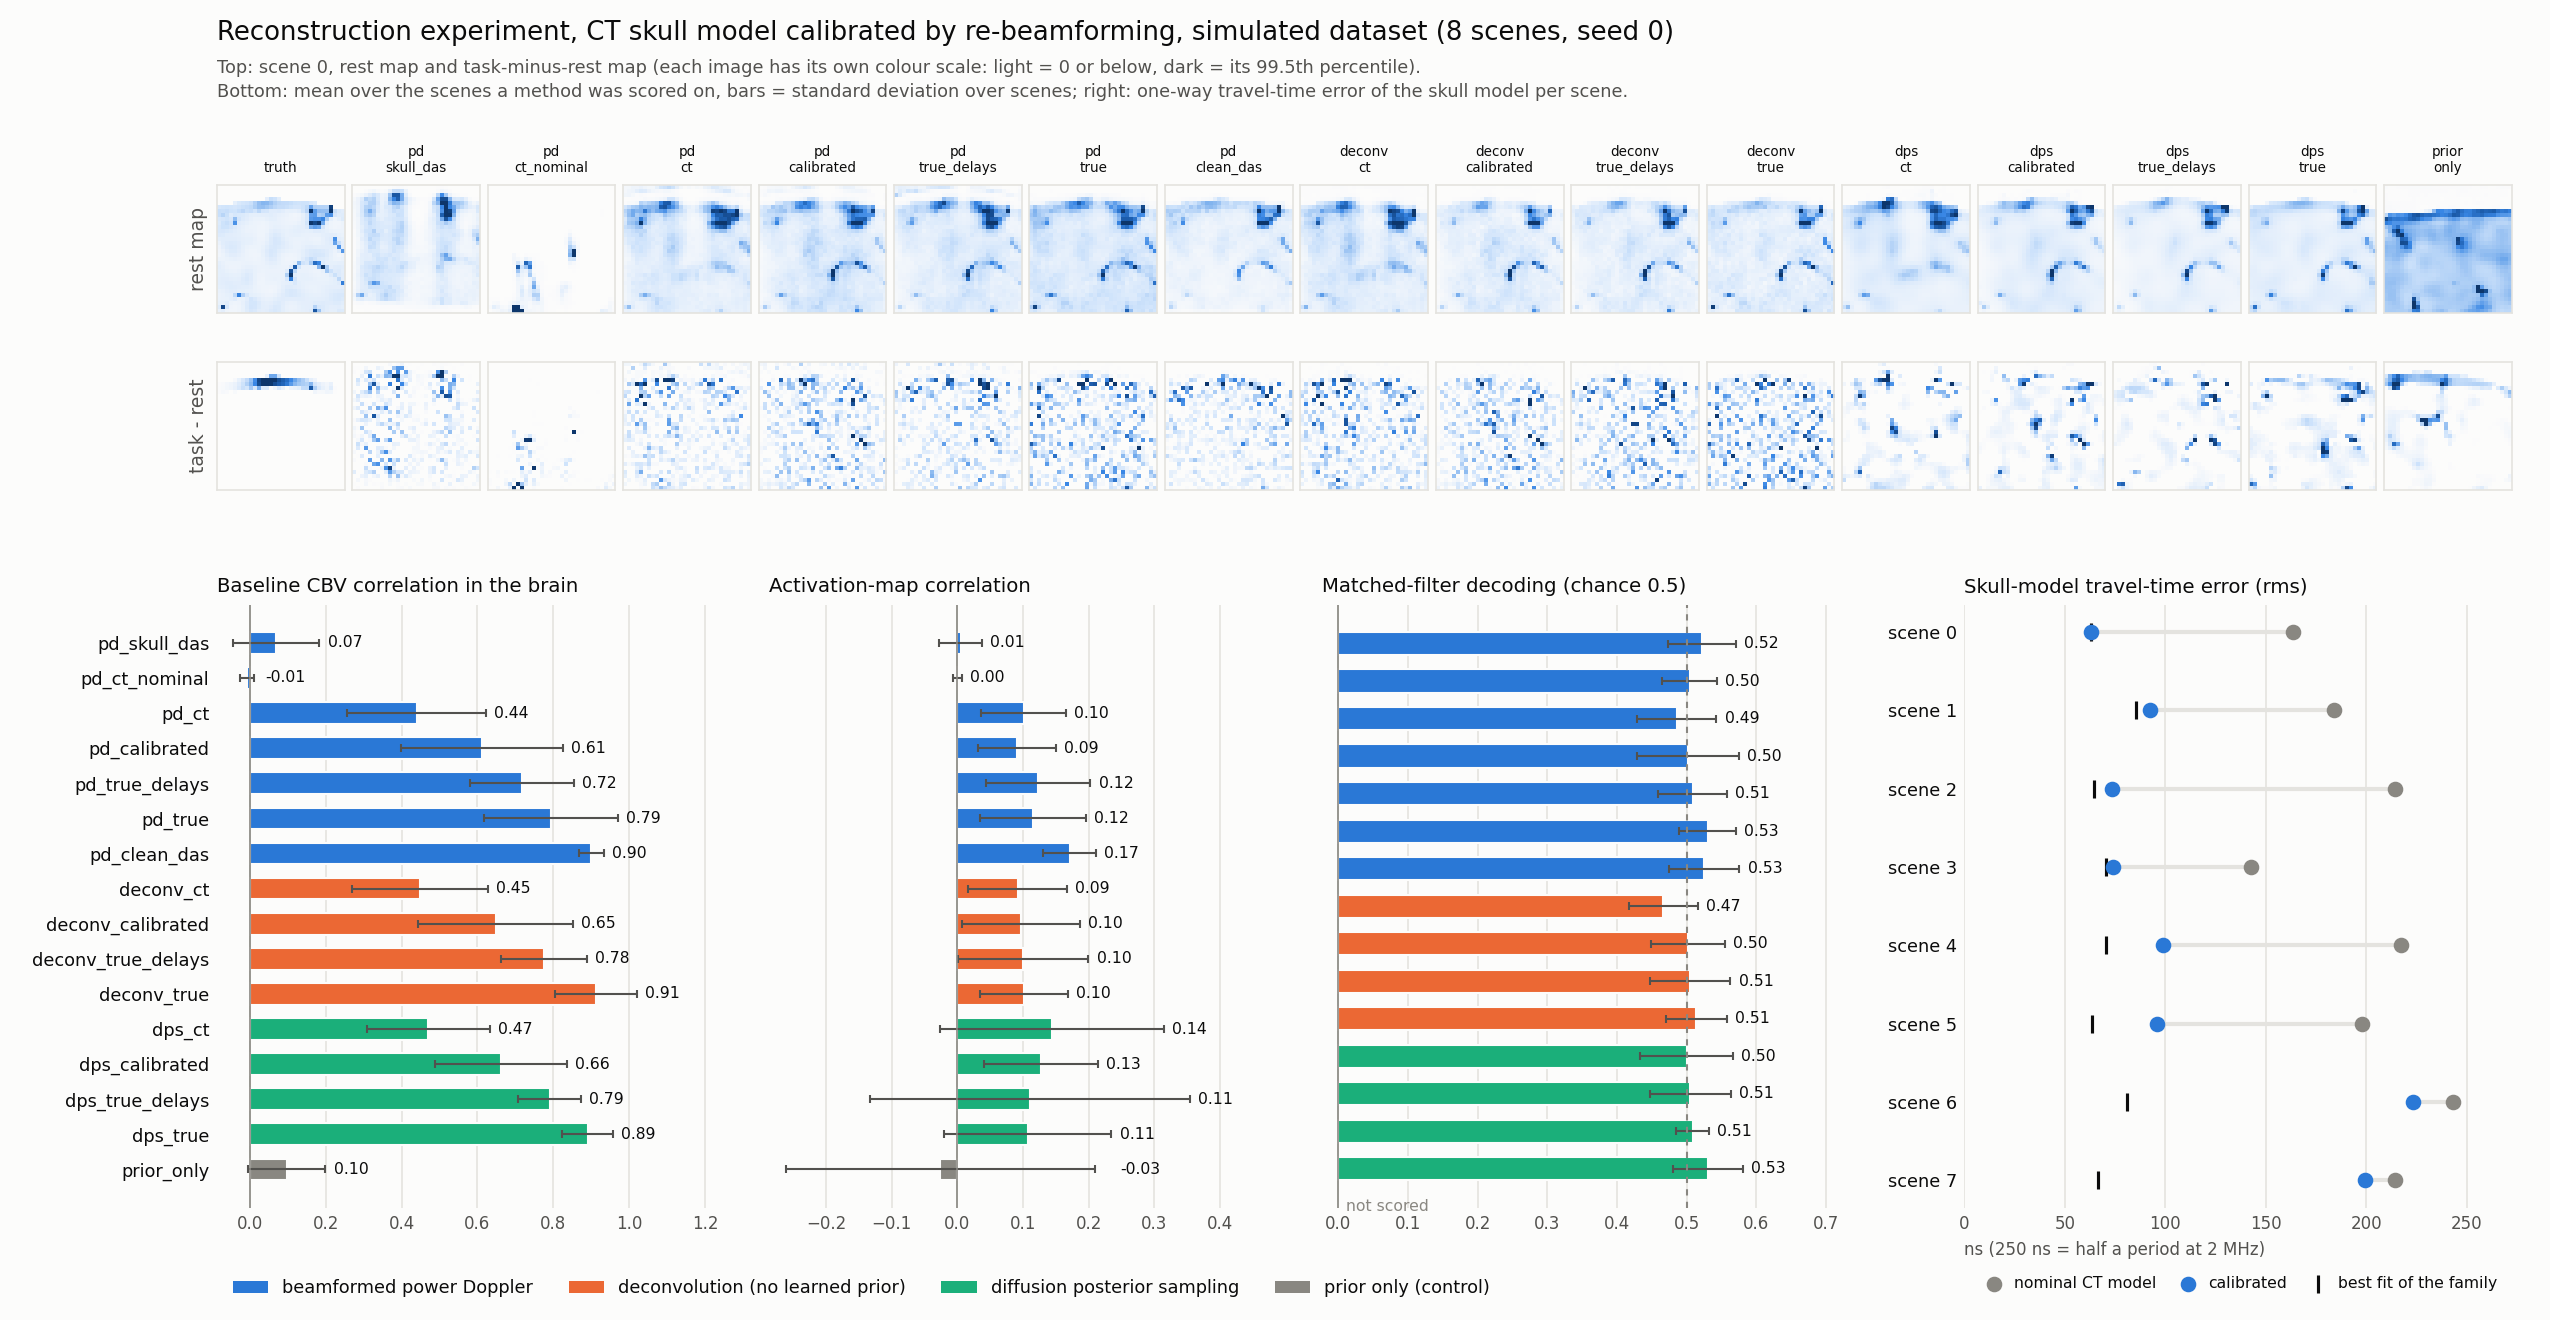 Reconstruction experiment, CT skull model calibrated by re-beamforming, simulated dataset (8 scenes, seed 0)
Top: scene 0, rest map and task-minus-rest map (each image has its own colour scale: light = 0 or below, dark = its 99.5th percentile).
Bottom: mean over the scenes a method was scored on, bars = standard deviation over scenes; right: one-way travel-time error of the skull model per scene.
truth
pd
skull_das
pd
ct_nominal
pd
ct
pd
calibrated
pd
true_delays
pd
true
pd
clean_das
deconv
ct
deconv
calibrated
deconv
true_delays
deconv
true
dps
ct
dps
calibrated
dps
true_delays
dps
true
prior
only
rest map
task - rest
Baseline CBV correlation in the brain
pd_skull_das
0.07
pd_ct_nominal
-0.01
pd_ct
0.44
pd_calibrated
0.61
pd_true_delays
0.72
pd_true
0.79
pd_clean_das
0.90
deconv_ct
0.45
deconv_calibrated
0.65
deconv_true_delays
0.78
deconv_true
0.91
dps_ct
0.47
dps_calibrated
0.66
dps_true_delays
0.79
dps_true
0.89
prior_only
0.10
0.0 0.2 0.4 0.6 0.8 1.0 1.2
Activation-map correlation
0.01
0.00
0.10
0.09
0.12
0.12
0.17
0.09
0.10
0.10
0.10
0.14
0.13
0.11
0.11
-0.03
−0.2 −0.1 0.0 0.1 0.2 0.3 0.4
Matched-filter decoding (chance 0.5)
0.52
0.50
0.49
0.50
0.51
0.53
0.53
0.47
0.50
0.51
0.51
0.50
0.51
0.51
0.53
not scored
0.0 0.1 0.2 0.3 0.4 0.5 0.6 0.7
Skull-model travel-time error (rms)
scene 0
scene 1
scene 2
scene 3
scene 4
scene 5
scene 6
scene 7
0 50 100 150 200 250
ns (250 ns = half a period at 2 MHz)
nominal CT model
calibrated
best fit of the family
beamformed power Doppler
deconvolution (no learned prior)
diffusion posterior sampling
prior only (control)